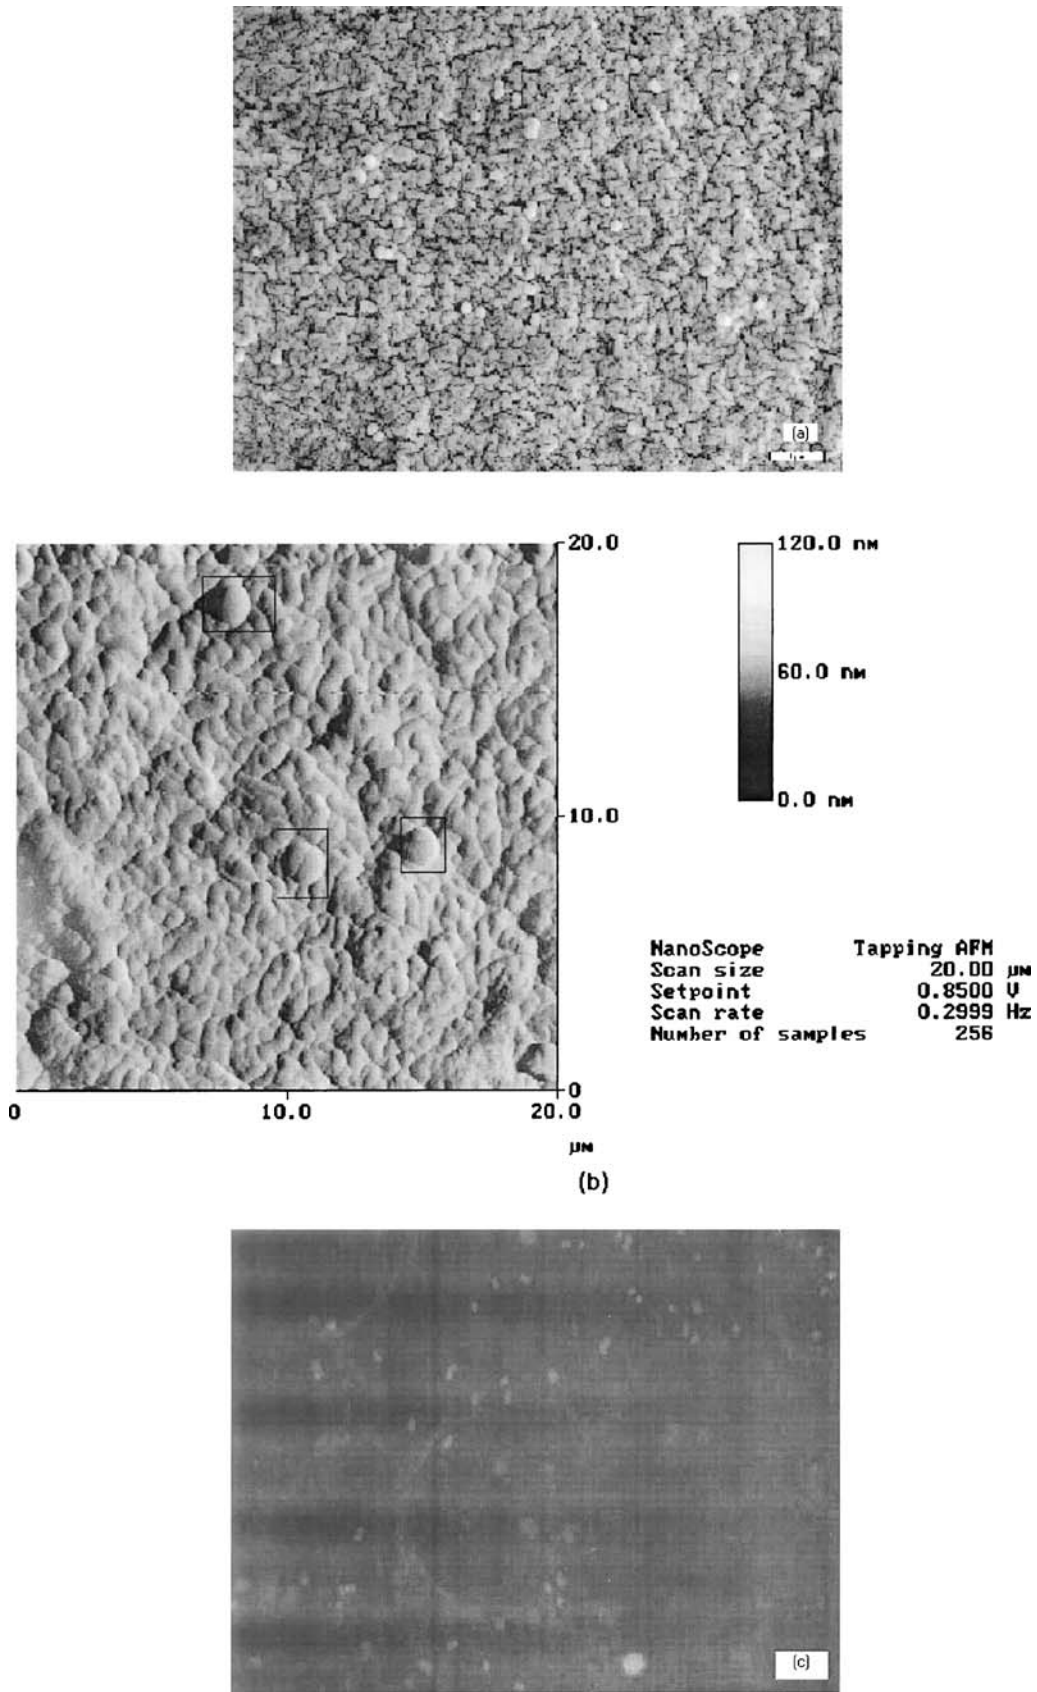 (a)
20.0
10.0
0
0
10.0
20.0
µM
120.0 nM
60.0 nM
0.0 nM
NanoScope Tapping AFM
Scan size 20.00 µM
Setpoint 0.8500 V
Scan rate 0.2999 Hz
Number of samples 256
(b)
(c)